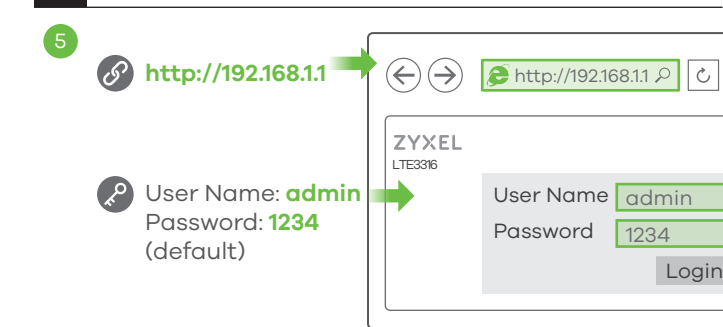 5
http://192.168.1.1
http://192.168.1.1
ZYXEL
LTE3316
User Name: admin
Password: 1234
(default)
User Name admin
Password 1234
Login